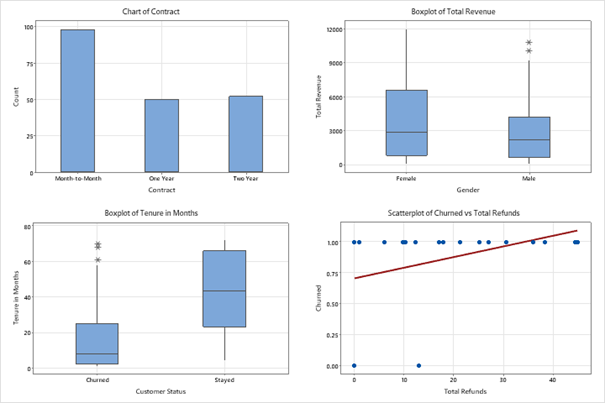 Chart of Contract
100
75
50
25
0
Count
Month-to-Month One Year Two Year
Contract
Boxplot of Total Revenue
12000
9000
6000
3000
0
Total Revenue
Female Male
Gender
Boxplot of Tenure in Months
80
60
40
20
0
Tenure in Months
Churned Stayed
Customer Status
Scatterplot of Churned vs Total Refunds
1.00
0.75
0.50
0.25
0.00
Churned
0 10 20 30 40
Total Refunds